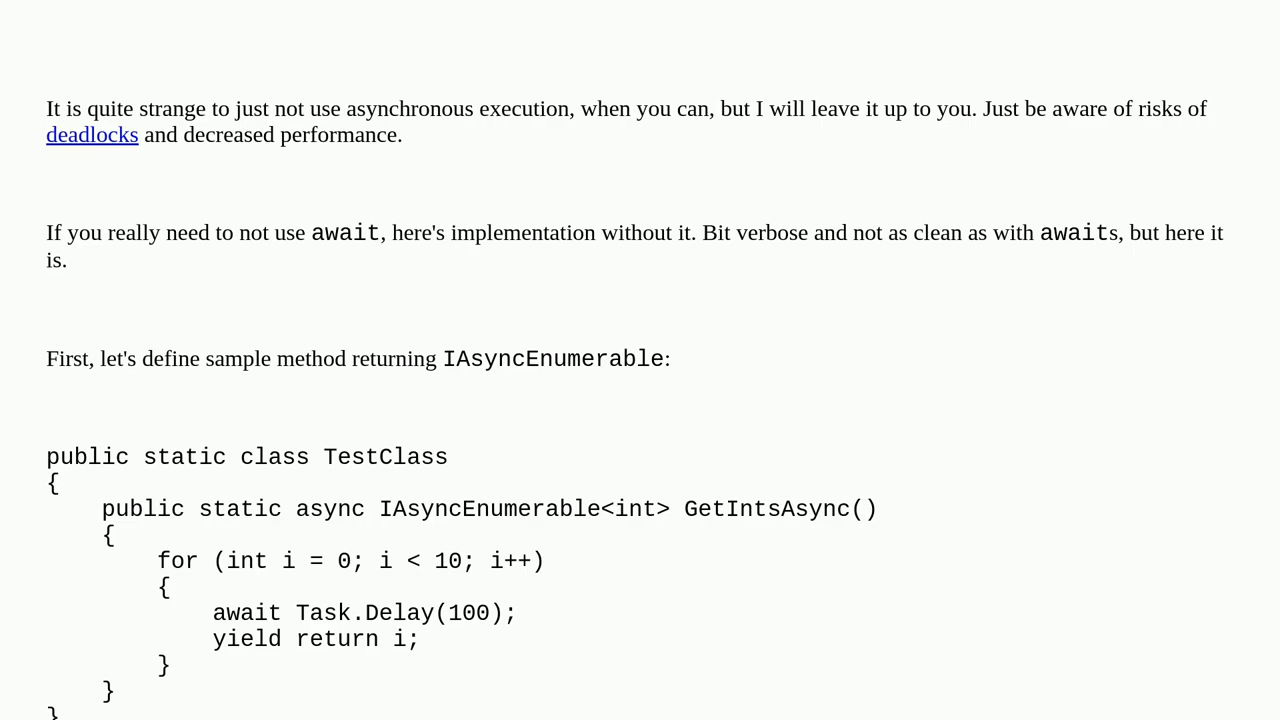 It is quite strange to just not use asynchronous execution, when you can, but I will leave it up to you. Just be aware of risks of
deadlocks and decreased performance.
If you really need to not use await, here's implementation without it. Bit verbose and not as clean as with awaits, but here it
is.
First, let's define sample method returning IAsyncEnumerable:
public static class TestClass
{
    public static async IAsyncEnumerable<int> GetIntsAsync()
    {
        for (int i = 0; i < 10; i++)
        {
            await Task.Delay(100);
            yield return i;
        }
    }
}